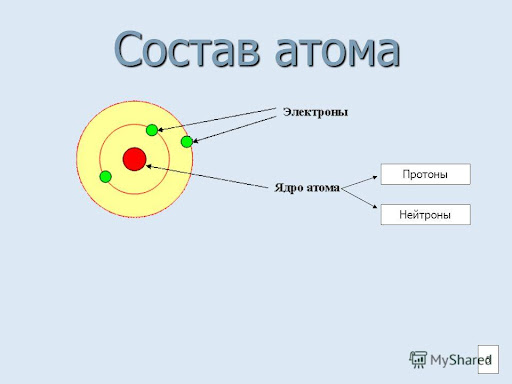 Состав атома
Электроны
Ядро атома
Протоны
Нейтроны
MyShared